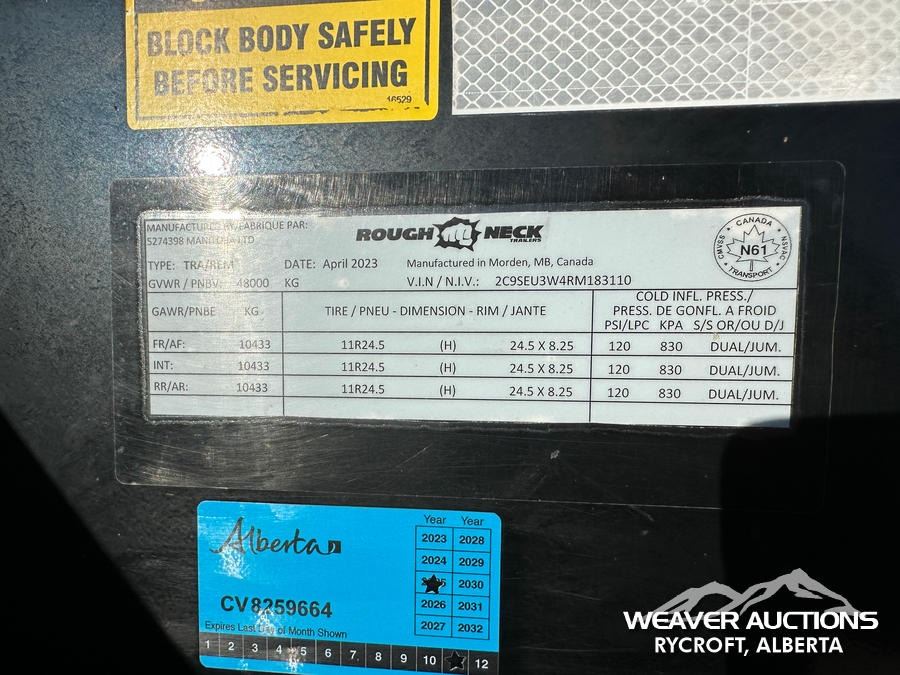 BLOCK BODY SAFELY
BEFORE SERVICING
16529
MANUFACTURED BY/FABRIQUE PAR:
5274398 MANITOBA LTD
ROUGH NECK
TRAILERS
CANADA
CMVSS
N61
NSVAC
TRANSPORT
TYPE: TRA/REM DATE: April 2023 Manufactured in Morden, MB, Canada
GVWR / PNBV: 48000 KG V.I.N / N.I.V.: 2C9SEU3W4RM183110
GAWR/PNBE KG TIRE / PNEU - DIMENSION - RIM / JANTE
COLD INFL. PRESS./
PRESS. DE GONFL. A FROID
PSI/LPC KPA S/S OR/OU D/J
FR/AF: 10433 11R24.5 (H) 24.5 X 8.25 120 830 DUAL/JUM.
INT: 10433 11R24.5 (H) 24.5 X 8.25 120 830 DUAL/JUM.
RR/AR: 10433 11R24.5 (H) 24.5 X 8.25 120 830 DUAL/JUM.
Alberta
Year Year
2023 2028
2024 2029
2030
2026 2031
2027 2032
CV8259664
Expires Last Day of Month Shown
1 2 3 4 5 6 7 8 9 10 12
WEAVER AUCTIONS
RYCROFT, ALBERTA